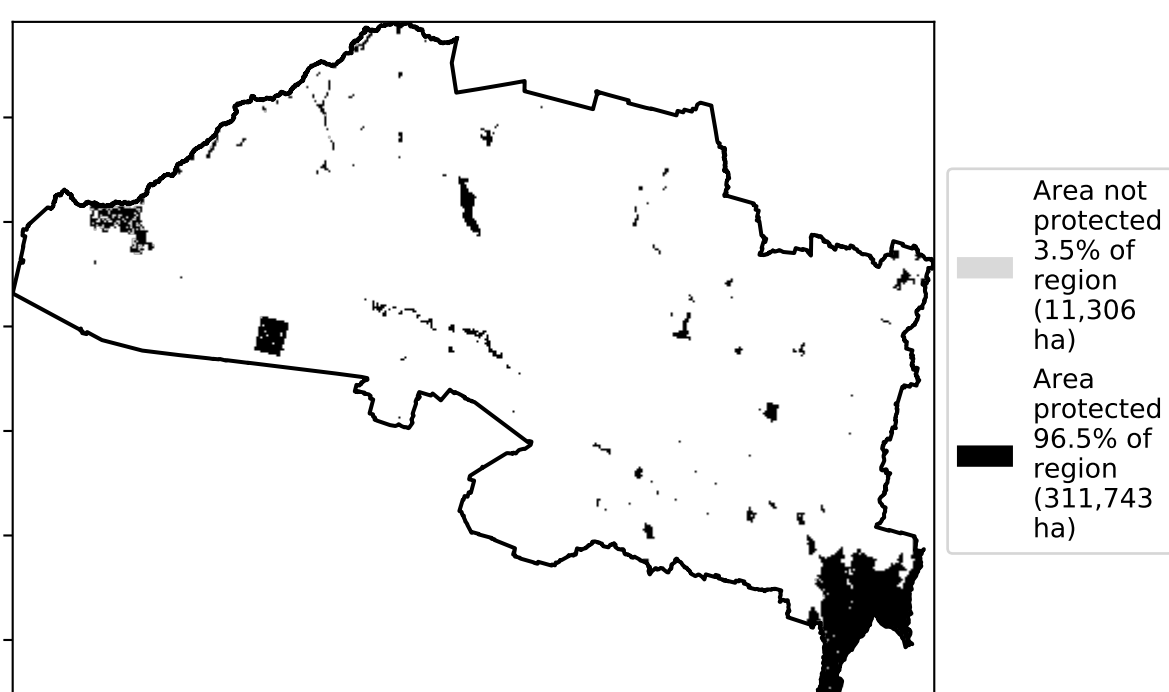 Area not
protected
3.5% of
region
(11,306
ha)
Area
protected
96.5% of
region
(311,743
ha)